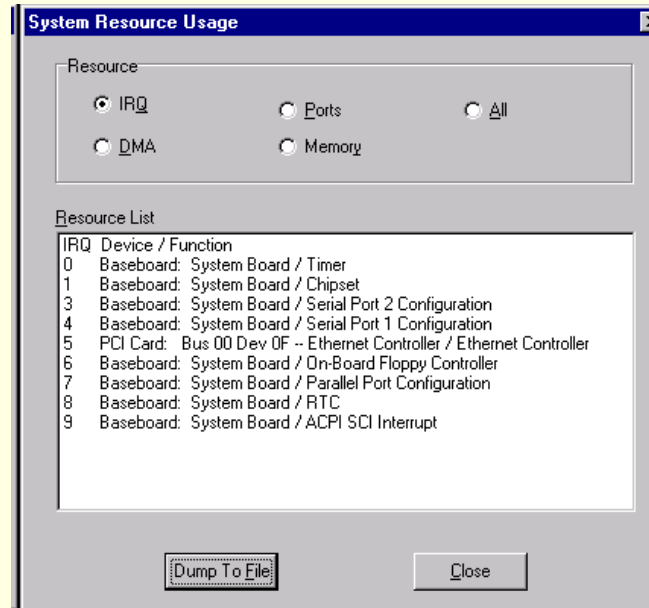 System Resource Usage
Resource
IRQ
Ports
All
DMA
Memory
Resource List
IRQ Device / Function
0 Baseboard: System Board / Timer
1 Baseboard: System Board / Chipset
3 Baseboard: System Board / Serial Port 2 Configuration
4 Baseboard: System Board / Serial Port 1 Configuration
5 PCI Card: Bus 00 Dev 0F -- Ethernet Controller / Ethernet Controller
6 Baseboard: System Board / On-Board Floppy Controller
7 Baseboard: System Board / Parallel Port Configuration
8 Baseboard: System Board / RTC
9 Baseboard: System Board / ACPI SCI Interrupt
Dump To File
Close